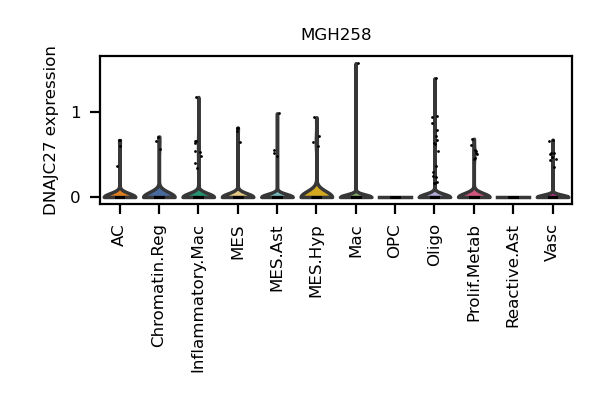 MGH258
DNAJC27 expression
1
0
AC
Chromatin.Reg
Inflammatory.Mac
MES
MES.Ast
MES.Hyp
Mac
OPC
Oligo
Prolif.Metab
Reactive.Ast
Vasc